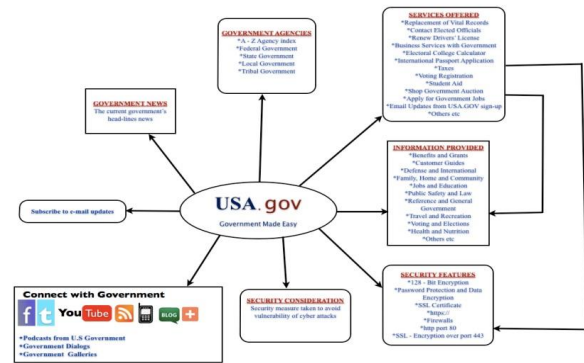 GOVERNMENT AGENCIES
*A - Z Agency index
*Federal Government
*State Government
*Local Government
*Tribal Government
SERVICES OFFERED
*Replacement of Vital Records
*Contact Elected Officials
*Renew Drivers' License
*Business Services with Government
*Electoral College Calculator
*International Passport Application
*Taxes
*Voting Registration
*Student Aid
*Shop Government Auction
*Apply for Government Jobs
*Email Updates from USA.GOV sign-up
*Others etc
GOVERNMENT NEWS
The current government's
head-lines news
INFORMATION PROVIDED
*Benefits and Grants
*Customer Guides
*Defense and International
*Family, Home and Community
*Jobs and Education
*Public Safety and Law
*Reference and General
Government
*Travel and Recreation
*Voting and Elections
*Health and Nutrition
*Others etc
Subscribe to e-mail updates
USA.gov
Government Made Easy
Connect with Government
f t YouTube BLOG +
*Podcasts from U.S Government
*Government Dialogs
*Government Galleries
SECURITY CONSIDERATION
Security measure taken to avoid
vulnerability of cyber attacks
SECURITY FEATURES
*128 - Bit Encryption
*Password Protection and Data
Encryption
*SSL Certificate
*https://
*Firewalls
*http port 80
*SSL - Encryption over port 443